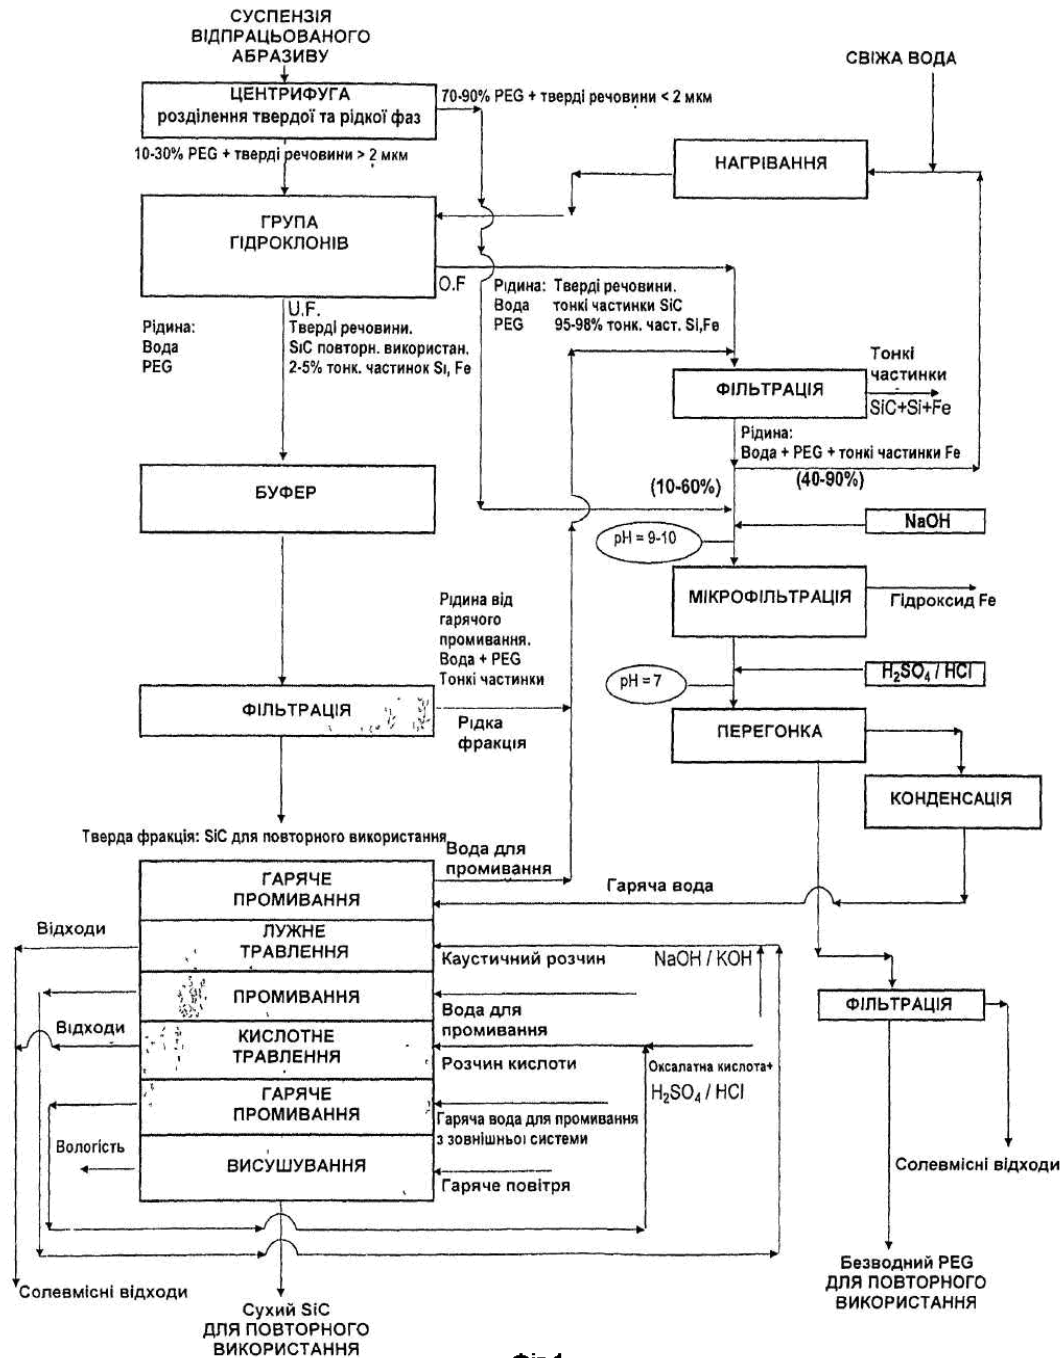 СУСПЕНЗІЯ
ВІДПРАЦЬОВАНОГО
АБРАЗИВУ
СВІЖА ВОДА
ЦЕНТРИФУГА
розділення твердої та рідкої фаз
70-90% PEG + тверді речовини < 2 мкм
10-30% PEG + тверді речовини > 2 мкм
НАГРІВАННЯ
ГРУПА
ГІДРОКЛОНІВ
O.F
Рідина: Тверді речовини.
Вода тонкі частинки SiC
PEG 95-98% тонк. част. Si,Fe
U.F.
Рідина: Тверді речовини.
Вода SiC повторн. використан.
PEG 2-5% тонк. частинок Si, Fe
ФІЛЬТРАЦІЯ
Тонкі
частинки
SiC+Si+Fe
Рідина:
Вода + PEG + тонкі частинки Fe
(10-60%)
(40-90%)
БУФЕР
NaOH
pH = 9-10
МІКРОФІЛЬТРАЦІЯ
Гідроксид Fe
Рідина від
гарячого
промивання.
Вода + PEG
Тонкі частинки
H₂SO₄ / HCl
pH = 7
ФІЛЬТРАЦІЯ
Рідка
фракція
ПЕРЕГОНКА
КОНДЕНСАЦІЯ
Тверда фракція: SiC для повторного використання
Вода для
промивання
ГАРЯЧЕ
ПРОМИВАННЯ
Гаряча вода
Відходи
ЛУЖНЕ
ТРАВЛЕННЯ
Каустичний розчин
NaOH / KOH
ПРОМИВАННЯ
Вода для
промивання
ФІЛЬТРАЦІЯ
Відходи
КИСЛОТНЕ
ТРАВЛЕННЯ
Розчин кислоти
Оксалатна кислота+
H₂SO₄ / HCl
ГАРЯЧЕ
ПРОМИВАННЯ
Гаряча вода для промивання
з зовнішньої системи
Вологість
ВИСУШУВАННЯ
Гаряче повітря
Солевмісні відходи
Солевмісні відходи
Безводний PEG
ДЛЯ ПОВТОРНОГО
ВИКОРИСТАННЯ
Сухий SiC
ДЛЯ ПОВТОРНОГО
ВИКОРИСТАННЯ